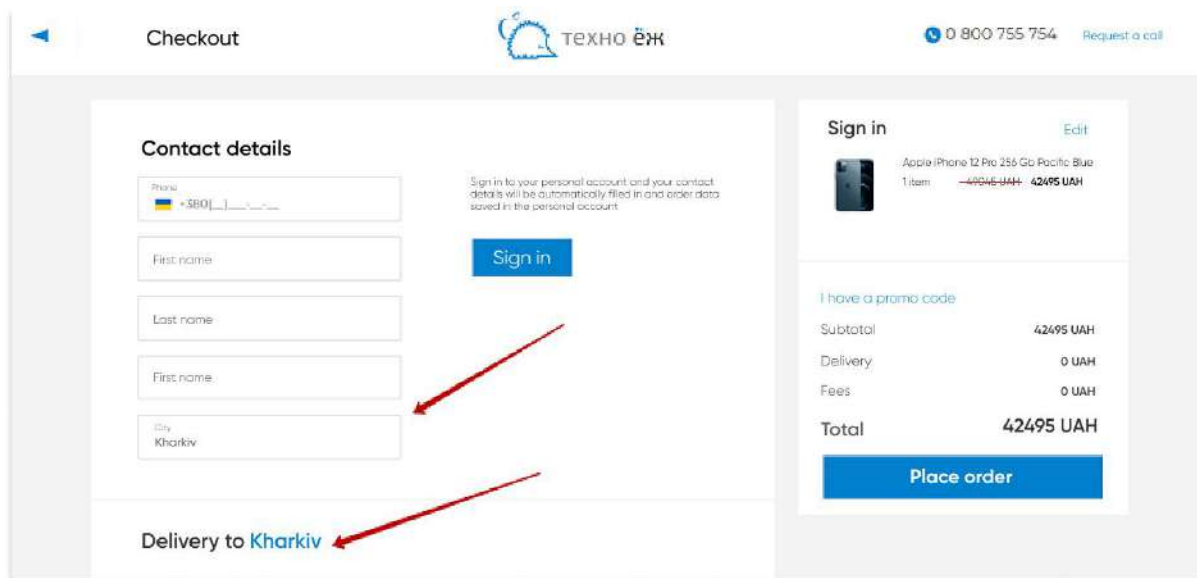 Checkout
техно ёж
0 800 755 754
Request a call
Contact details
Phone
+380(__)___-__-__
First name
Last name
First name
City
Kharkiv
Sign in to your personal account and your contact
details will be automatically filled in and order data
saved in the personal account
Sign in
Delivery to Kharkiv
Sign in
Edit
Apple iPhone 12 Pro 256 Gb Pacific Blue
1 item 49045 UAH 42495 UAH
I have a promo code
Subtotal 42495 UAH
Delivery 0 UAH
Fees 0 UAH
Total 42495 UAH
Place order